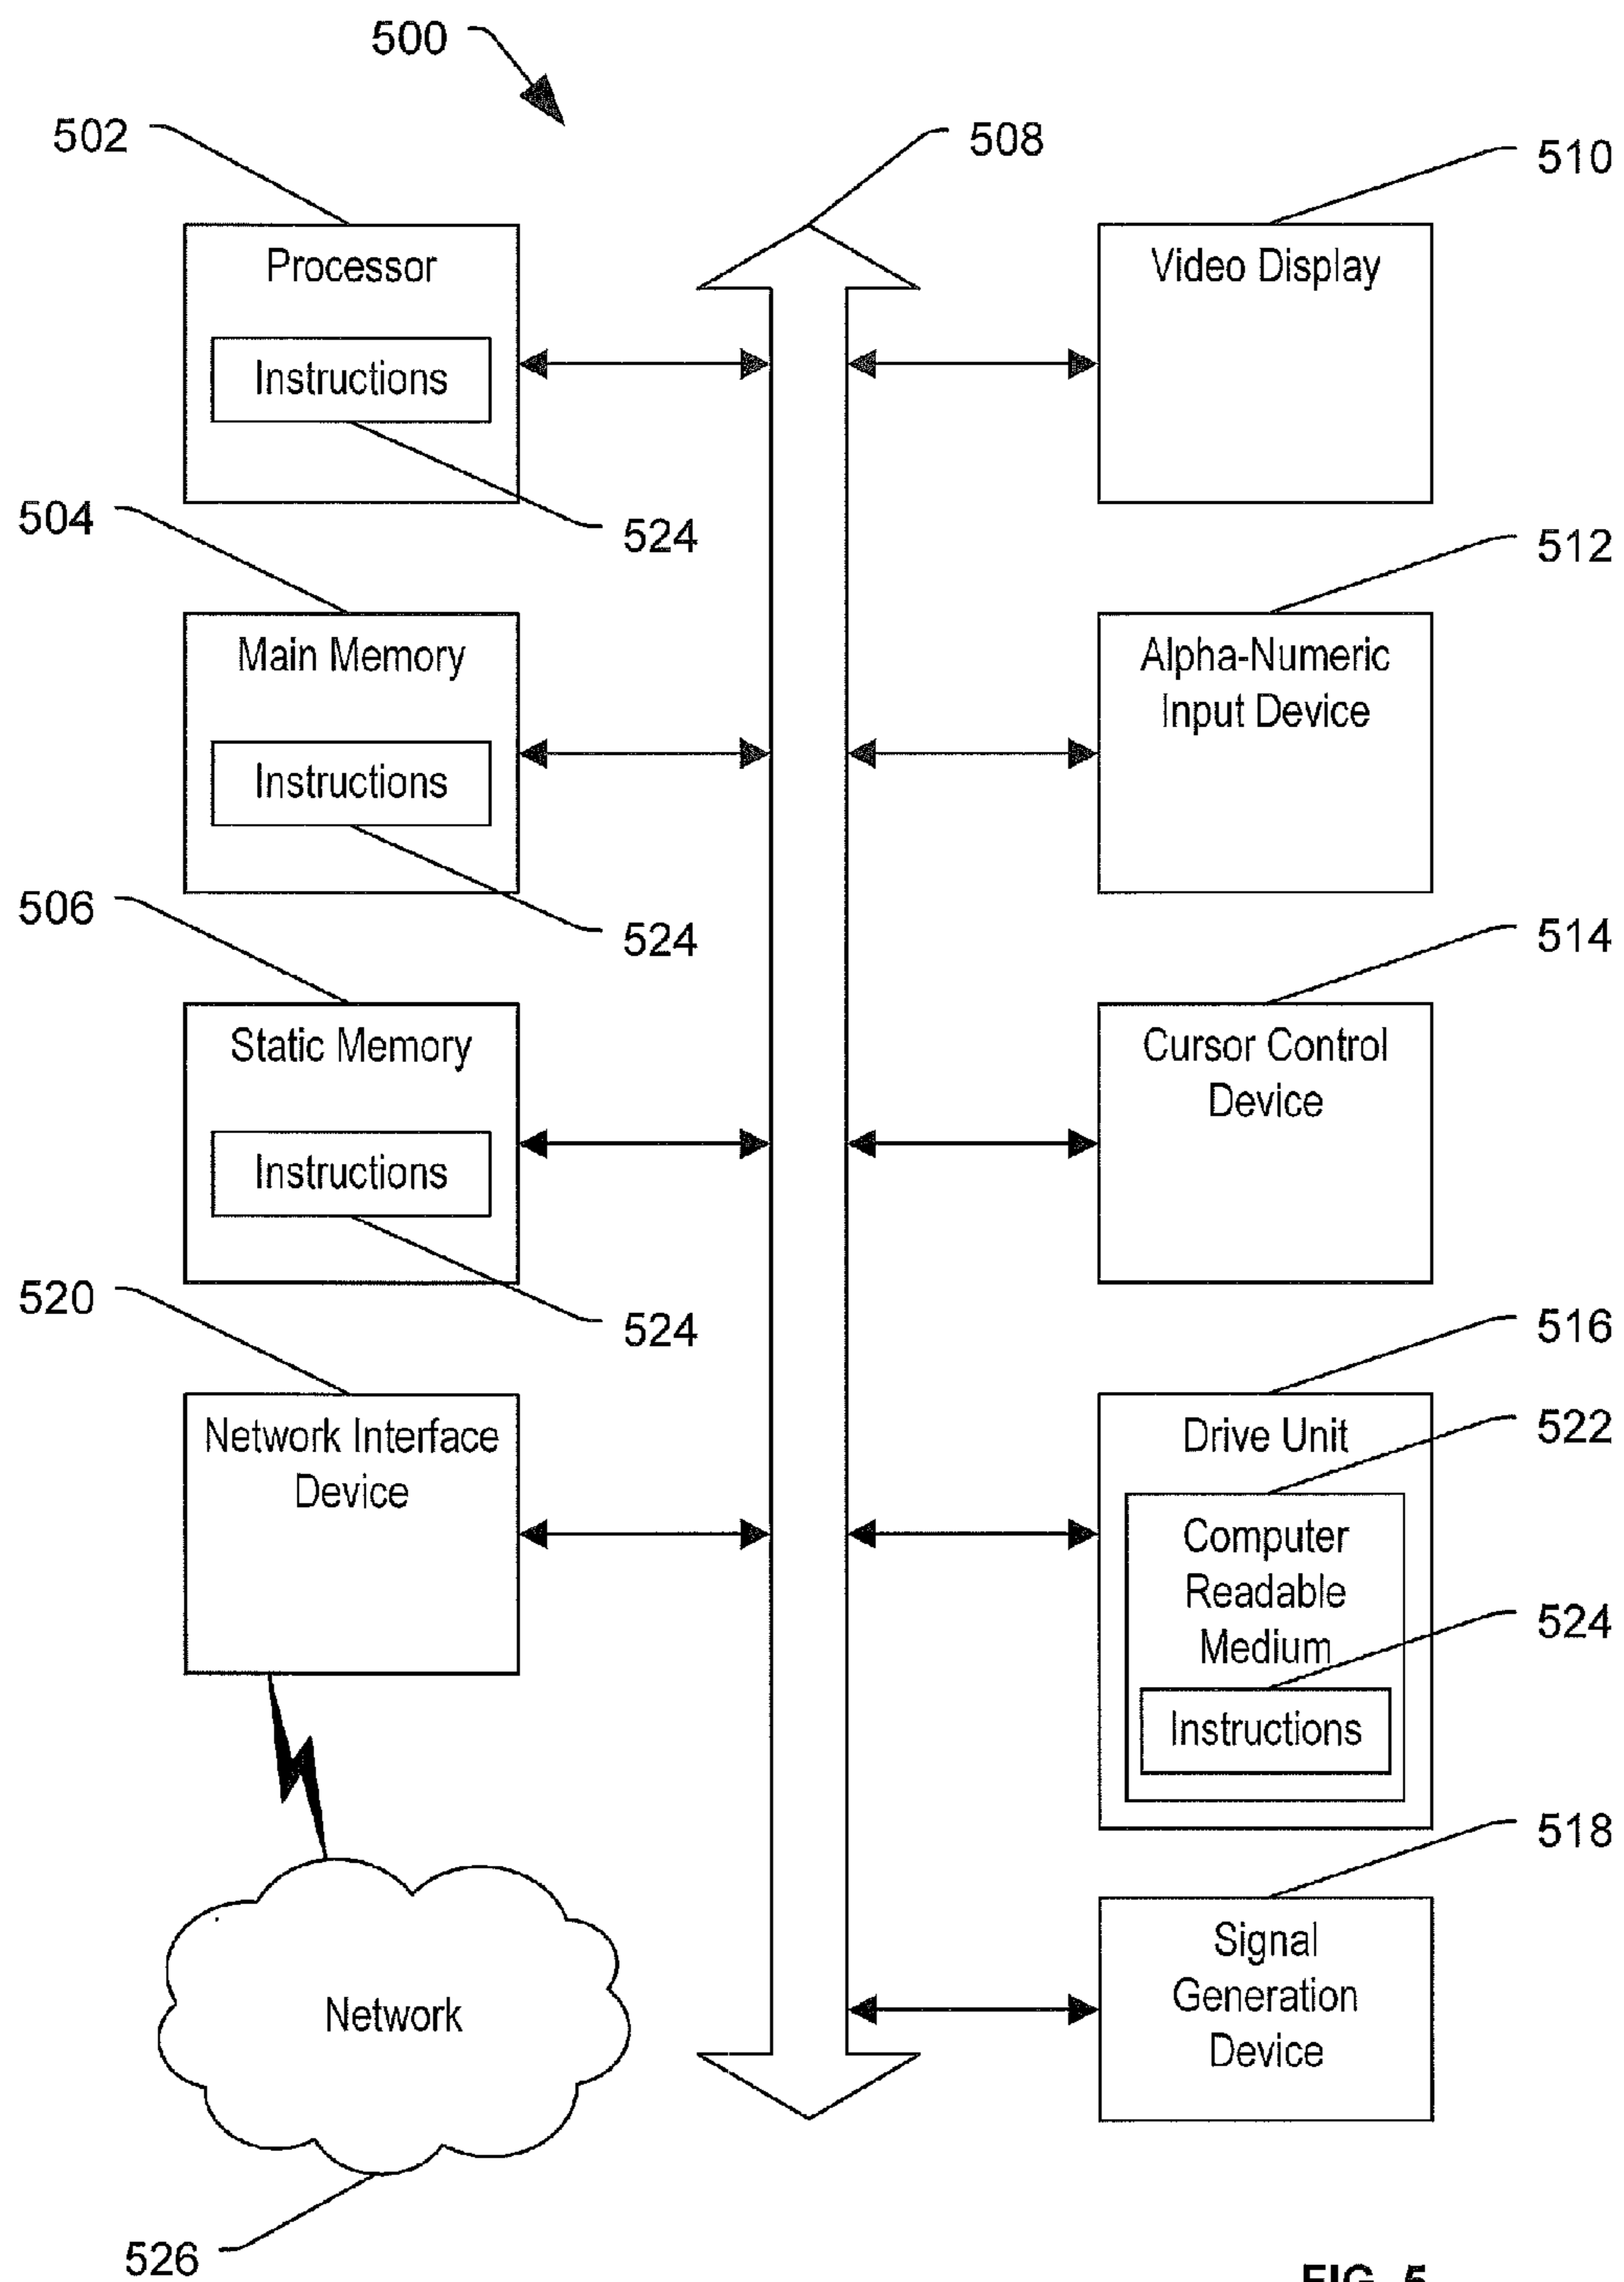 500
502
508
510
Processor
Video Display
Instructions
504
524
512
Main Memory
Alpha-Numeric
Input Device
Instructions
506
524
514
Static Memory
Cursor Control
Device
Instructions
520
524
516
Network Interface
Device
Drive Unit
522
Computer
Readable
Medium
524
Instructions
518
Signal
Generation
Device
Network
526
FIG. 5